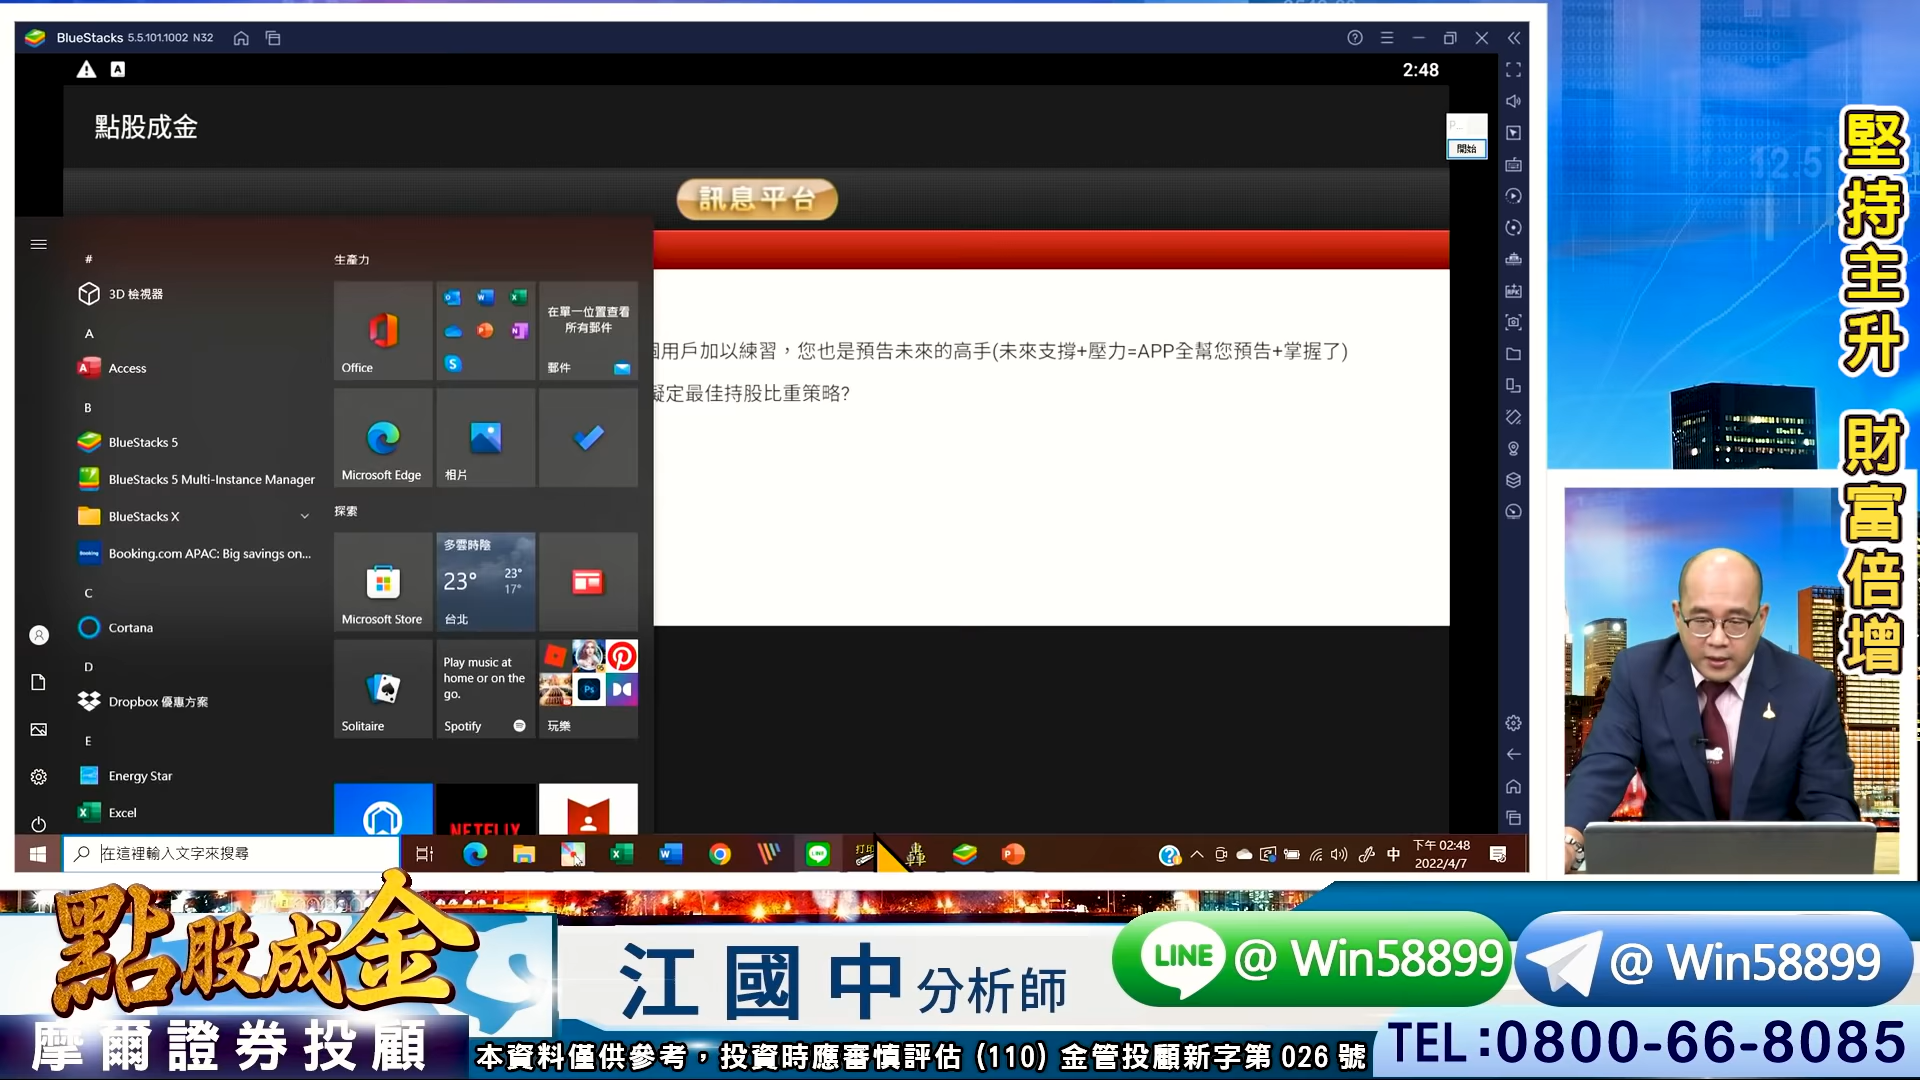 BlueStacks 5.5.101.1002 N32
2:48
點股成金
開始
訊息平台
用戶加以練習，您也是預告未來的高手(未來支撐+壓力=APP全幫您預告+掌握了)
擬定最佳持股比重策略?
#
3D 檢視器
A
Access
B
BlueStacks 5
BlueStacks 5 Multi-Instance Manager
BlueStacks X
Booking.com APAC: Big savings on...
C
Cortana
D
Dropbox 優惠方案
E
Energy Star
Excel
生產力
Office
在單一位置查看
所有郵件
郵件
Microsoft Edge
相片
探索
Microsoft Store
多雲時陰
23°
23°
17°
台北
Solitaire
Play music at
home or on the
go.
Spotify
玩樂
NETFLIX
在這裡輸入文字來搜尋
中
下午 02:48
2022/4/7
堅持主升 財富倍增
點股成金
摩爾證券投顧
江國中分析師
LINE @ Win58899
@ Win58899
TEL:0800-66-8085
本資料僅供參考，投資時應審慎評估 (110) 金管投顧新字第 026 號